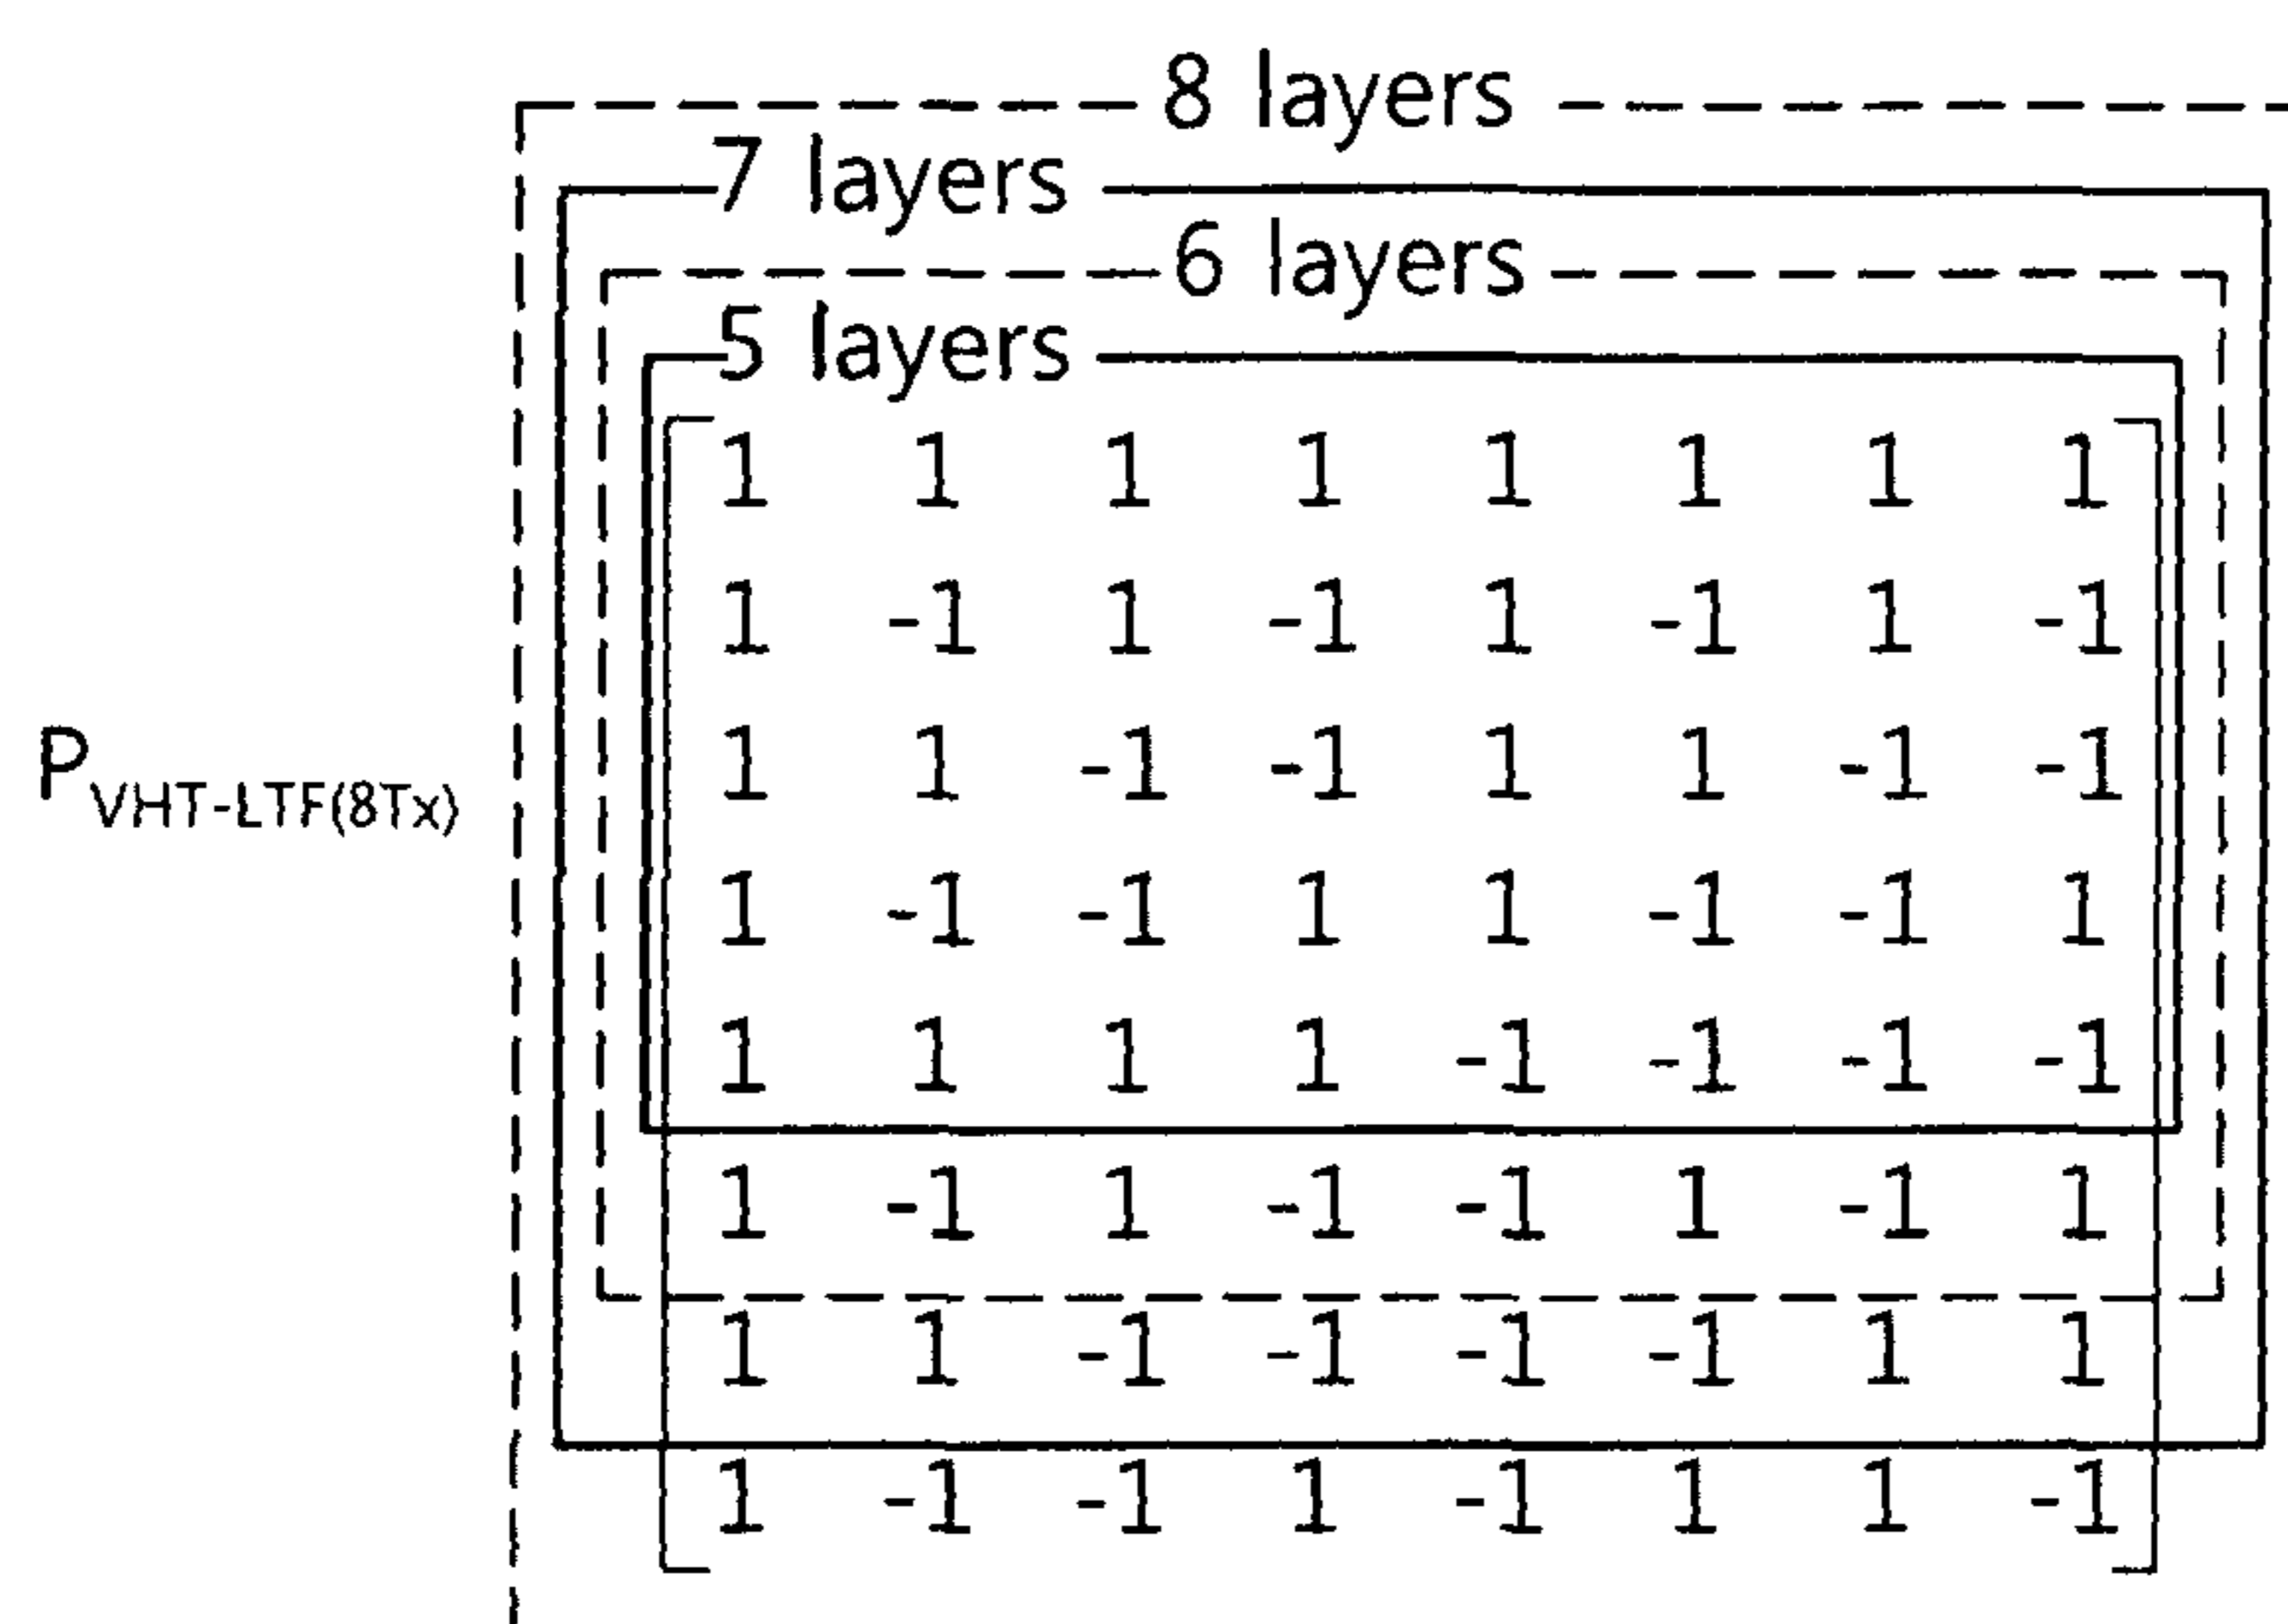 8 layers
7 layers
6 layers
5 layers
1 1 1 1 1 1 1 1
1 -1 1 -1 1 -1 1 -1
1 1 -1 -1 1 1 -1 -1
P VHT-LTF(8Tx)
1 -1 -1 1 1 -1 -1 1
1 1 1 1 -1 -1 -1 -1
1 -1 1 -1 -1 1 -1 1
1 1 -1 -1 -1 -1 1 1
1 -1 -1 1 -1 1 1 -1